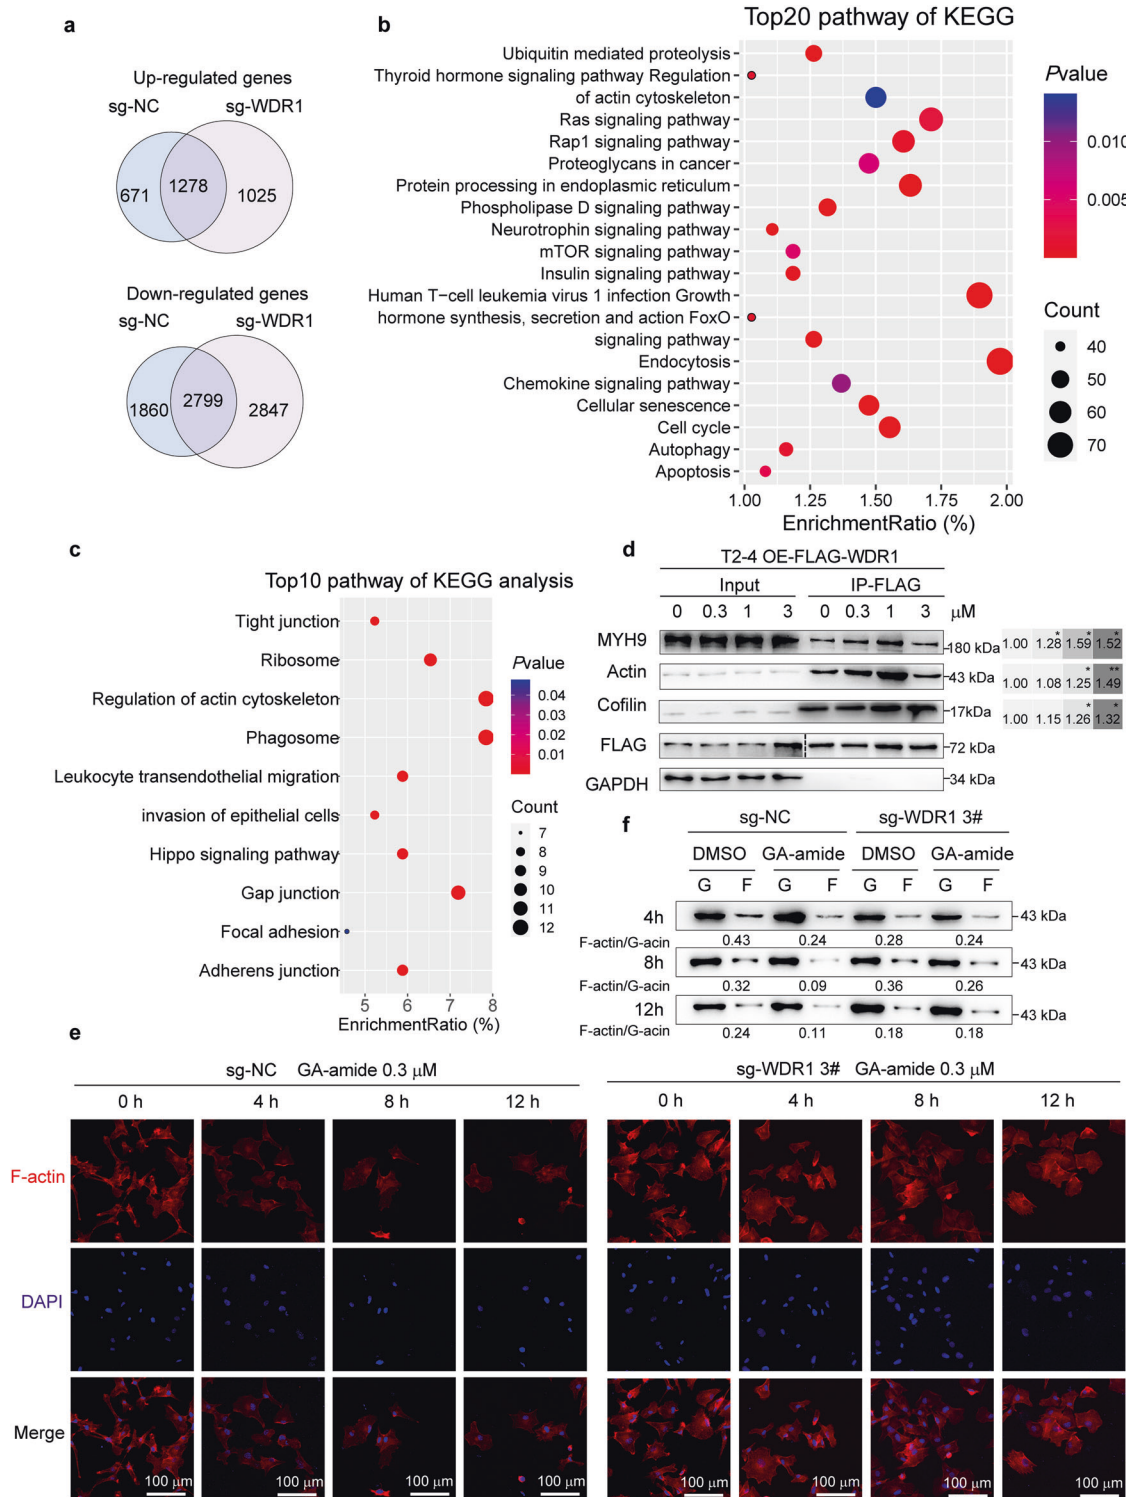 a
Up-regulated genes
sg-NC
sg-WDR1
671
1278
1025
Down-regulated genes
sg-NC
sg-WDR1
1860
2799
2847
b
Top20 pathway of KEGG
Ubiquitin mediated proteolysis
Thyroid hormone signaling pathway Regulation
of actin cytoskeleton
Ras signaling pathway
Rap1 signaling pathway
Proteoglycans in cancer
Protein processing in endoplasmic reticulum
Phospholipase D signaling pathway
Neurotrophin signaling pathway
mTOR signaling pathway
Insulin signaling pathway
Human T−cell leukemia virus 1 infection Growth
hormone synthesis, secretion and action FoxO
signaling pathway
Endocytosis
Chemokine signaling pathway
Cellular senescence
Cell cycle
Autophagy
Apoptosis
1.00 1.25 1.50 1.75 2.00
EnrichmentRatio (%)
Pvalue
0.010
0.005
Count
40
50
60
70
c
Top10 pathway of KEGG analysis
Tight junction
Ribosome
Regulation of actin cytoskeleton
Phagosome
Leukocyte transendothelial migration
invasion of epithelial cells
Hippo signaling pathway
Gap junction
Focal adhesion
Adherens junction
5 6 7 8
EnrichmentRatio (%)
Pvalue
0.04
0.03
0.02
0.01
Count
7
8
9
10
11
12
d
T2-4 OE-FLAG-WDR1
Input IP-FLAG
0 0.3 1 3 0 0.3 1 3 μM
MYH9 180 kDa 1.00 1.28* 1.59* 1.52*
Actin 43 kDa 1.00 1.08 1.25* 1.49**
Cofilin 17kDa 1.00 1.15 1.26* 1.32*
FLAG 72 kDa
GAPDH 34 kDa
f
sg-NC sg-WDR1 3#
DMSO GA-amide DMSO GA-amide
G F G F G F G F
4h 43 kDa
F-actin/G-acin 0.43 0.24 0.28 0.24
8h 43 kDa
F-actin/G-acin 0.32 0.09 0.36 0.26
12h 43 kDa
F-actin/G-acin 0.24 0.11 0.18 0.18
e
sg-NC GA-amide 0.3 μM sg-WDR1 3# GA-amide 0.3 μM
0 h 4 h 8 h 12 h 0 h 4 h 8 h 12 h
F-actin
DAPI
Merge
100 μm 100 μm 100 μm 100 μm 100 μm 100 μm 100 μm 100 μm